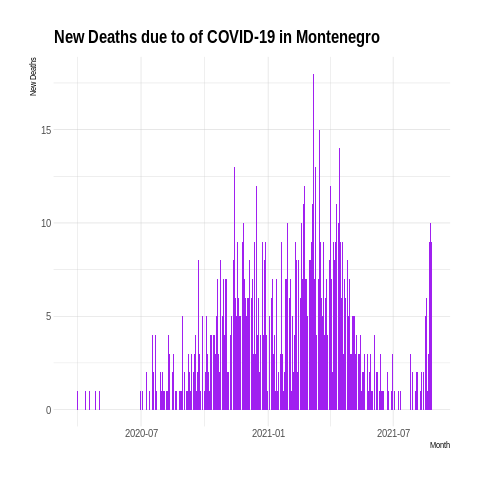 New Deaths due to of COVID-19 in Montenegro
New Deaths
15
10
5
0
2020-07
2021-01
2021-07
Month